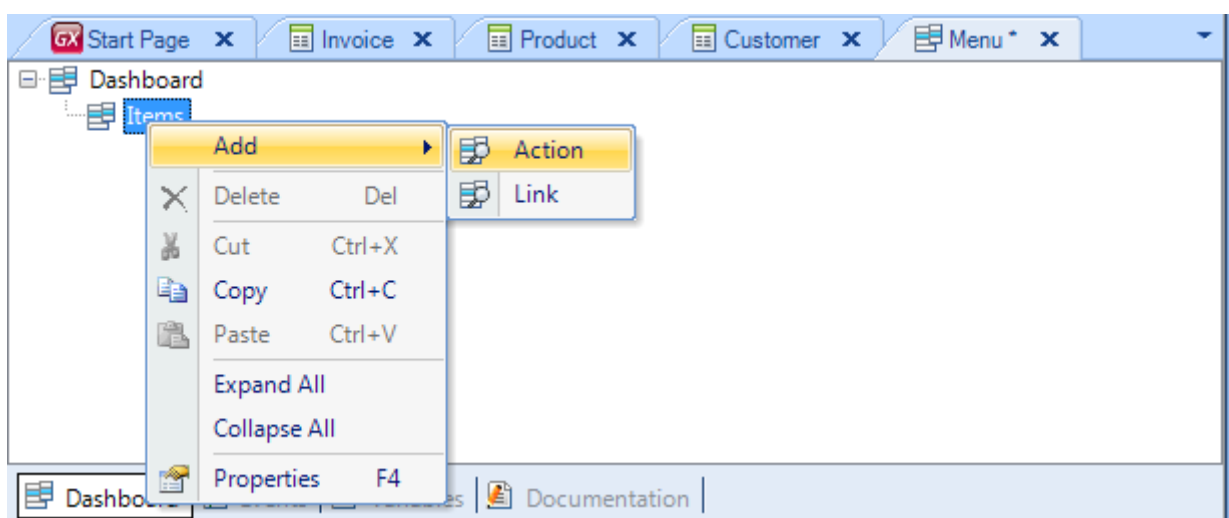 GX Start Page Invoice Product Customer Menu *
Dashboard
Items
Add
Action
Delete Del
Link
Cut Ctrl+X
Copy Ctrl+C
Paste Ctrl+V
Expand All
Collapse All
Properties F4
Documentation